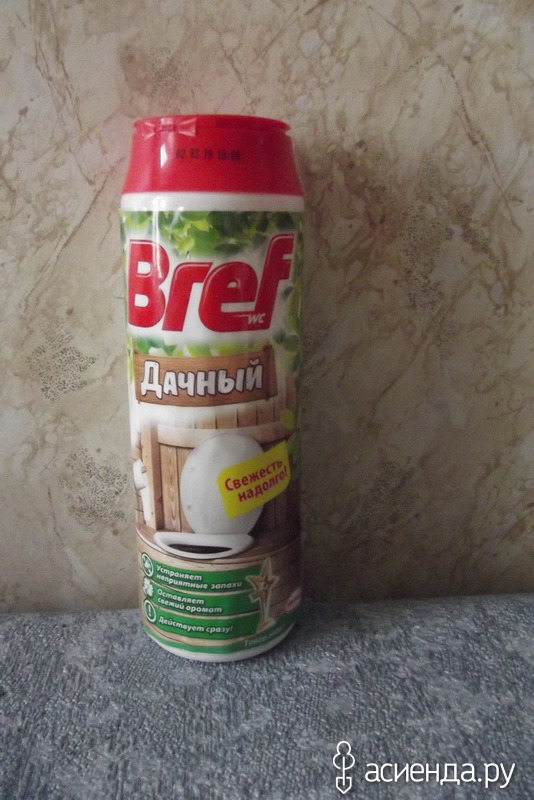 Bref
WC
Дачный
Свежесть
надолго!
Устраняет
неприятные запахи
Оставляет
свежий аромат
Действует сразу!
асиенда.ру